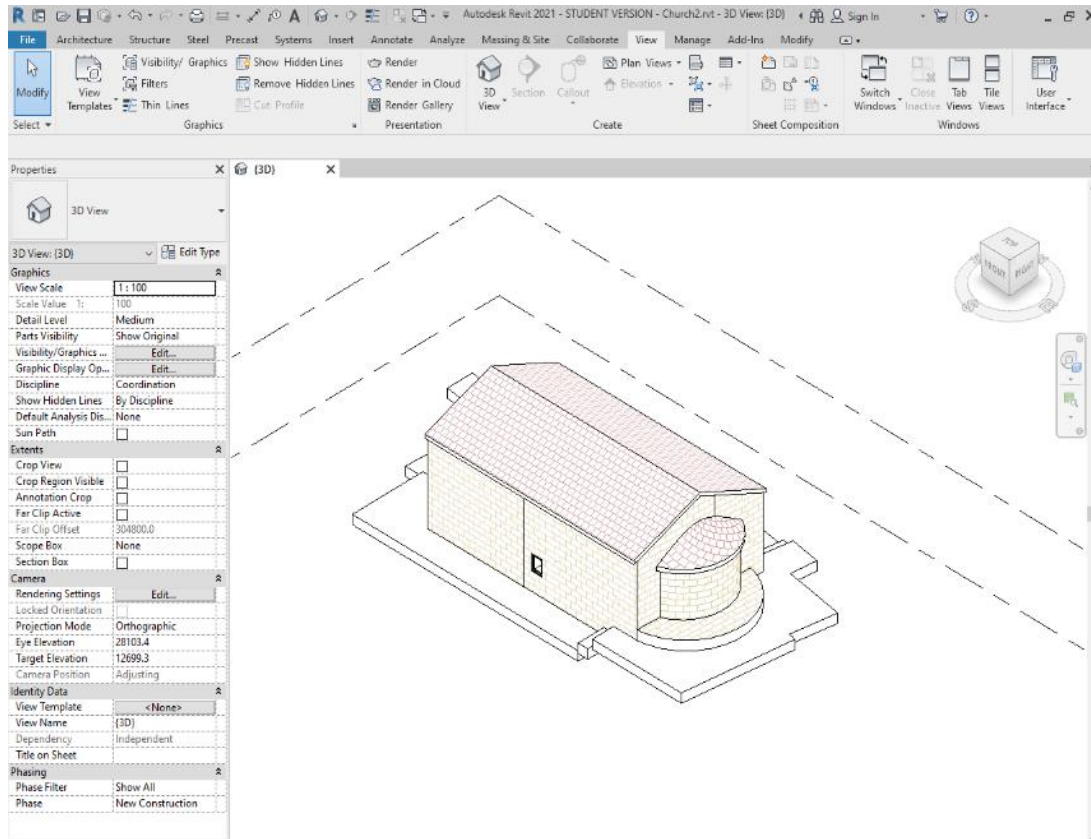 Autodesk Revit 2021 - STUDENT VERSION - Church2.rvt - 3D View: {3D}
Sign In
File Architecture Structure Steel Precast Systems Insert Annotate Analyze Massing & Site Collaborate View Manage Add-Ins Modify
Modify
View Templates
Visibility/ Graphics
Filters
Thin Lines
Show Hidden Lines
Remove Hidden Lines
Cut Profile
Render
Render in Cloud
Render Gallery
3D View
Section
Callout
Plan Views
Elevation
Switch Windows
Close Inactive
Tab Views
Tile Views
User Interface
Select
Graphics
Presentation
Create
Sheet Composition
Windows
Properties
{3D}
3D View
3D View: {3D}
Edit Type
Graphics
View Scale 1 : 100
Scale Value 1: 100
Detail Level Medium
Parts Visibility Show Original
Visibility/Graphics ... Edit...
Graphic Display Op... Edit...
Discipline Coordination
Show Hidden Lines By Discipline
Default Analysis Dis... None
Sun Path
Extents
Crop View
Crop Region Visible
Annotation Crop
Far Clip Active
Far Clip Offset 304800.0
Scope Box None
Section Box
Camera
Rendering Settings Edit...
Locked Orientation
Projection Mode Orthographic
Eye Elevation 28103.4
Target Elevation 12699.3
Camera Position Adjusting
Identity Data
View Template <None>
View Name {3D}
Dependency Independent
Title on Sheet
Phasing
Phase Filter Show All
Phase New Construction
TOP
FRONT
RIGHT